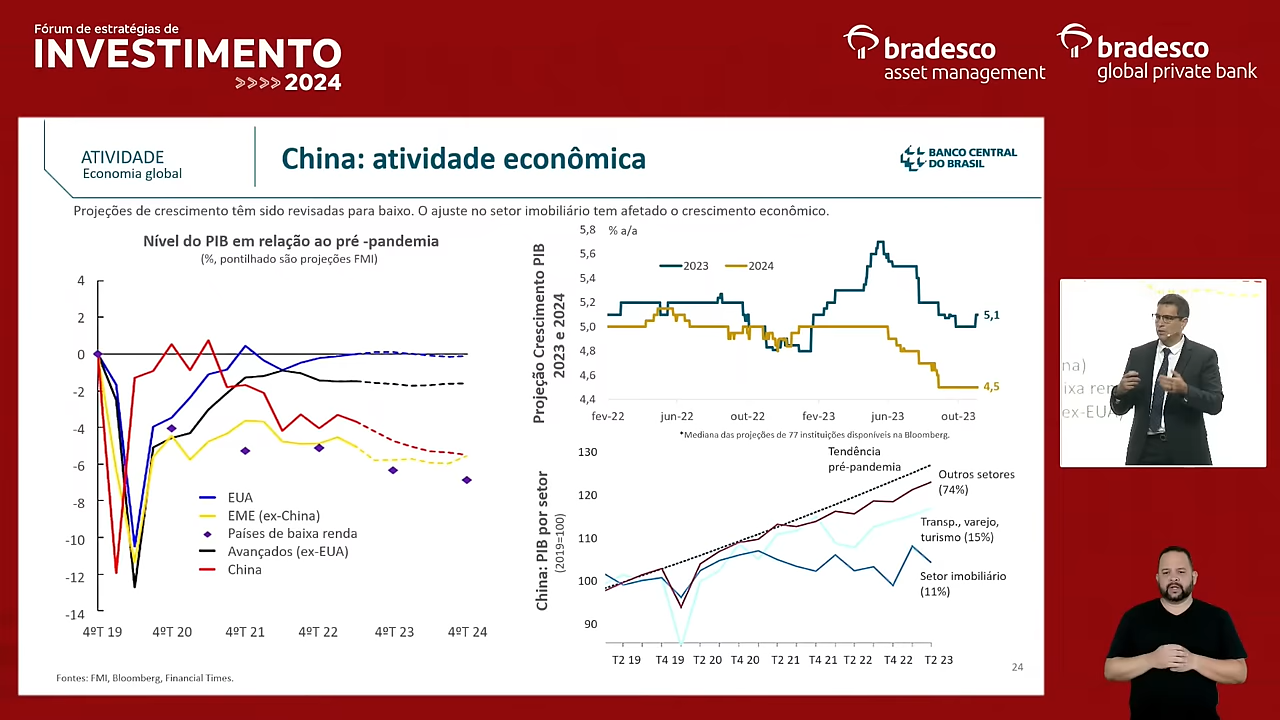 Fórum de estratégias de
INVESTIMENTO
>>>> 2024
bradesco
asset management
bradesco
global private bank
ATIVIDADE
Economia global
China: atividade econômica
BANCO CENTRAL
DO BRASIL
Projeções de crescimento têm sido revisadas para baixo. O ajuste no setor imobiliário tem afetado o crescimento econômico.
Nível do PIB em relação ao pré -pandemia
(%, pontilhado são projeções FMI)
4
2
0
-2
-4
-6
-8
-10
-12
-14
4ºT 19 4ºT 20 4ºT 21 4ºT 22 4ºT 23 4ºT 24
EUA
EME (ex-China)
Países de baixa renda
Avançados (ex-EUA)
China
Projeção Crescimento PIB
2023 e 2024
% a/a
5,8
5,6
5,4
5,2
5,0
4,8
4,6
4,4
2023 2024
5,1
4,5
fev-22 jun-22 out-22 fev-23 jun-23 out-23
*Mediana das projeções de 77 instituições disponíveis na Bloomberg.
China: PIB por setor
(2019=100)
130
120
110
100
90
Tendência
pré-pandemia
Outros setores
(74%)
Transp., varejo,
turismo (15%)
Setor imobiliário
(11%)
T2 19 T4 19 T2 20 T4 20 T2 21 T4 21 T2 22 T4 22 T2 23
Fontes: FMI, Bloomberg, Financial Times.
24
na)
aixa ren
ex-EUA)